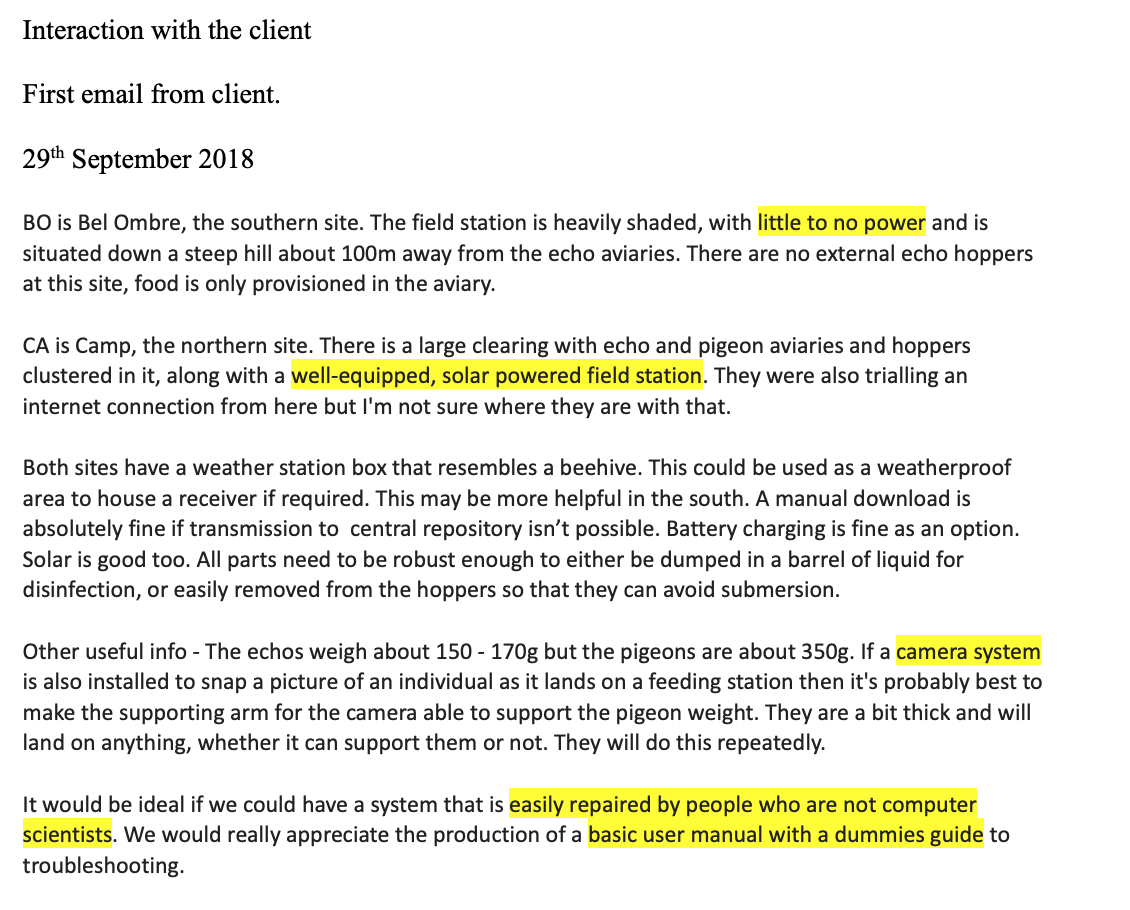 Interaction with the client
First email from client.
29th September 2018
BO is Bel Ombre, the southern site. The field station is heavily shaded, with little to no power and is
situated down a steep hill about 100m away from the echo aviaries. There are no external echo hoppers
at this site, food is only provisioned in the aviary.
CA is Camp, the northern site. There is a large clearing with echo and pigeon aviaries and hoppers
clustered in it, along with a well-equipped, solar powered field station. They were also trialling an
internet connection from here but I'm not sure where they are with that.
Both sites have a weather station box that resembles a beehive. This could be used as a weatherproof
area to house a receiver if required. This may be more helpful in the south. A manual download is
absolutely fine if transmission to  central repository isn’t possible. Battery charging is fine as an option.
Solar is good too. All parts need to be robust enough to either be dumped in a barrel of liquid for
disinfection, or easily removed from the hoppers so that they can avoid submersion.
Other useful info - The echos weigh about 150 - 170g but the pigeons are about 350g. If a camera system
is also installed to snap a picture of an individual as it lands on a feeding station then it's probably best to
make the supporting arm for the camera able to support the pigeon weight. They are a bit thick and will
land on anything, whether it can support them or not. They will do this repeatedly.
It would be ideal if we could have a system that is easily repaired by people who are not computer
scientists. We would really appreciate the production of a basic user manual with a dummies guide to
troubleshooting.